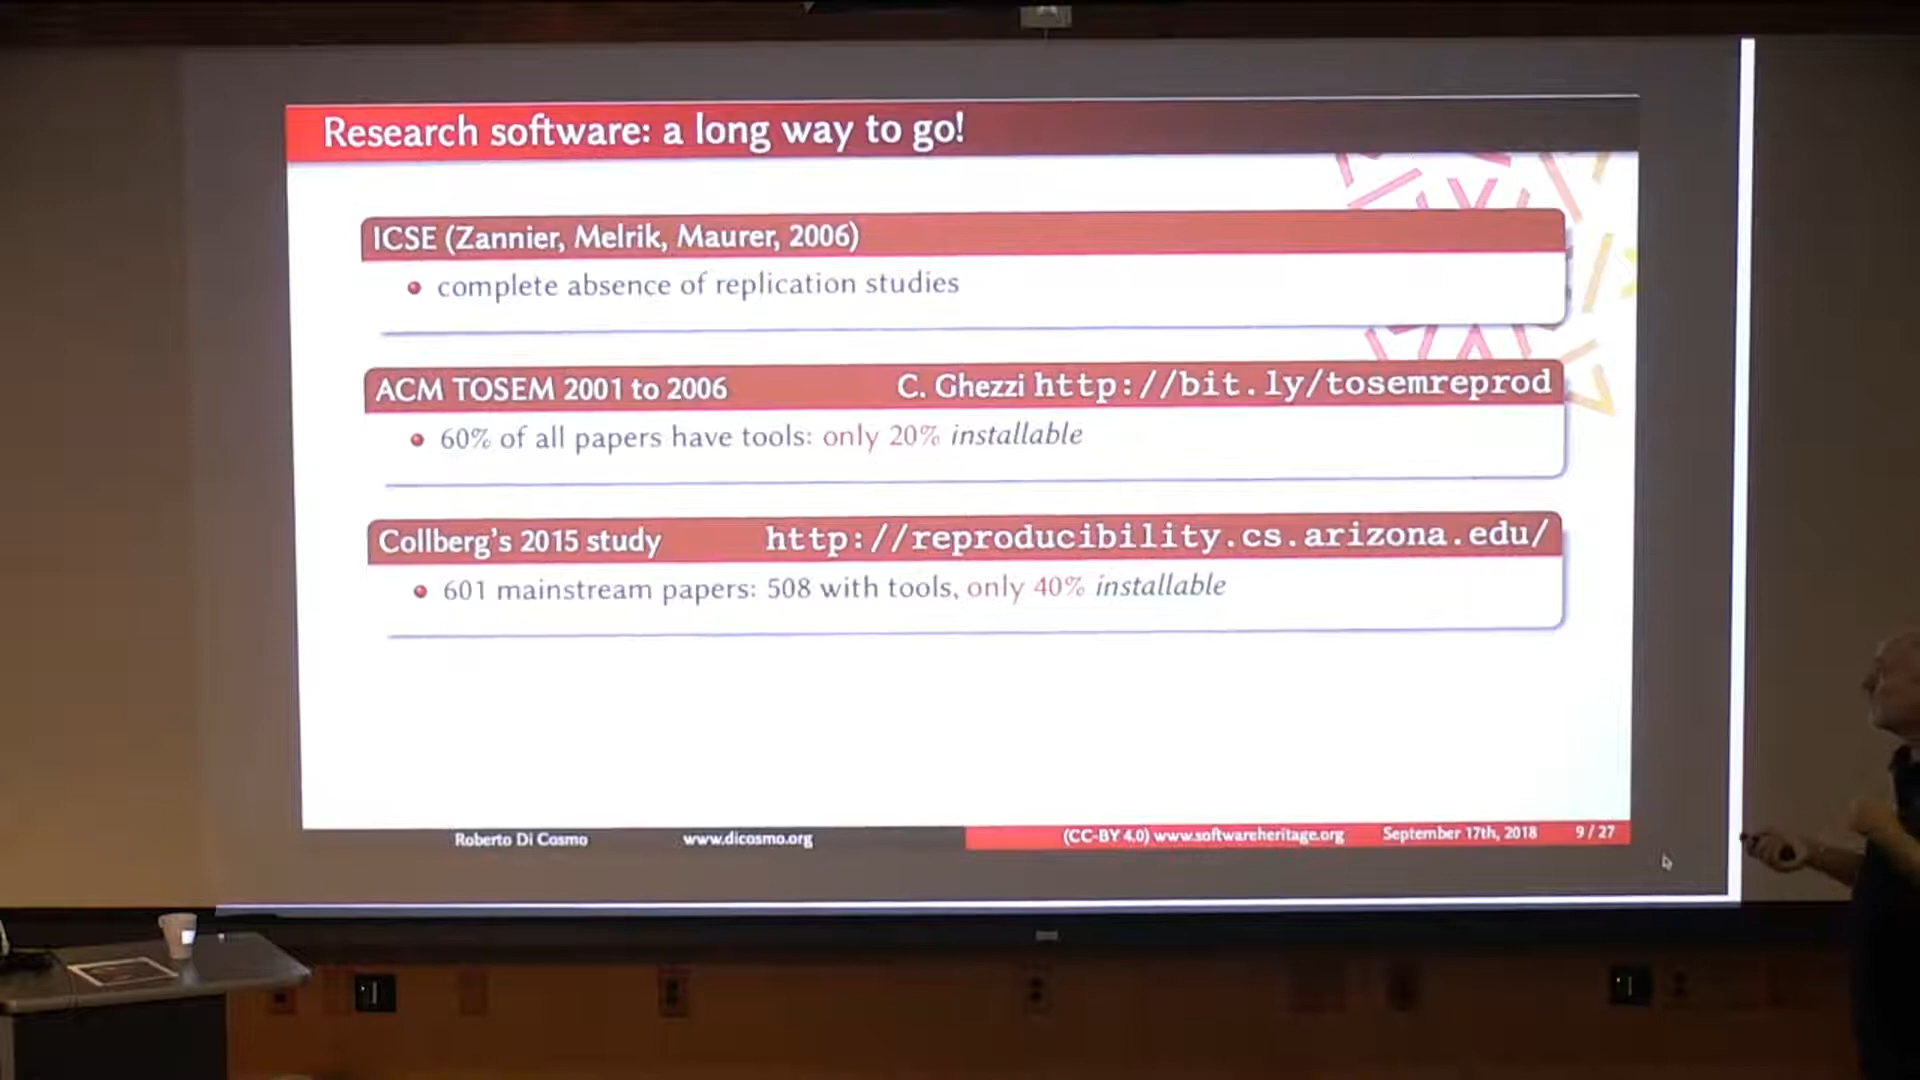 Research software: a long way to go!
ICSE (Zannier, Melrik, Maurer, 2006)
complete absence of replication studies
ACM TOSEM 2001 to 2006 C. Ghezzi http://bit.ly/tosemreprod
60% of all papers have tools: only 20% installable
Collberg's 2015 study http://reproducibility.cs.arizona.edu/
601 mainstream papers: 508 with tools, only 40% installable
Roberto Di Cosmo www.dicosmo.org (CC-BY 4.0) www.softwareheritage.org September 17th, 2018 9 / 27